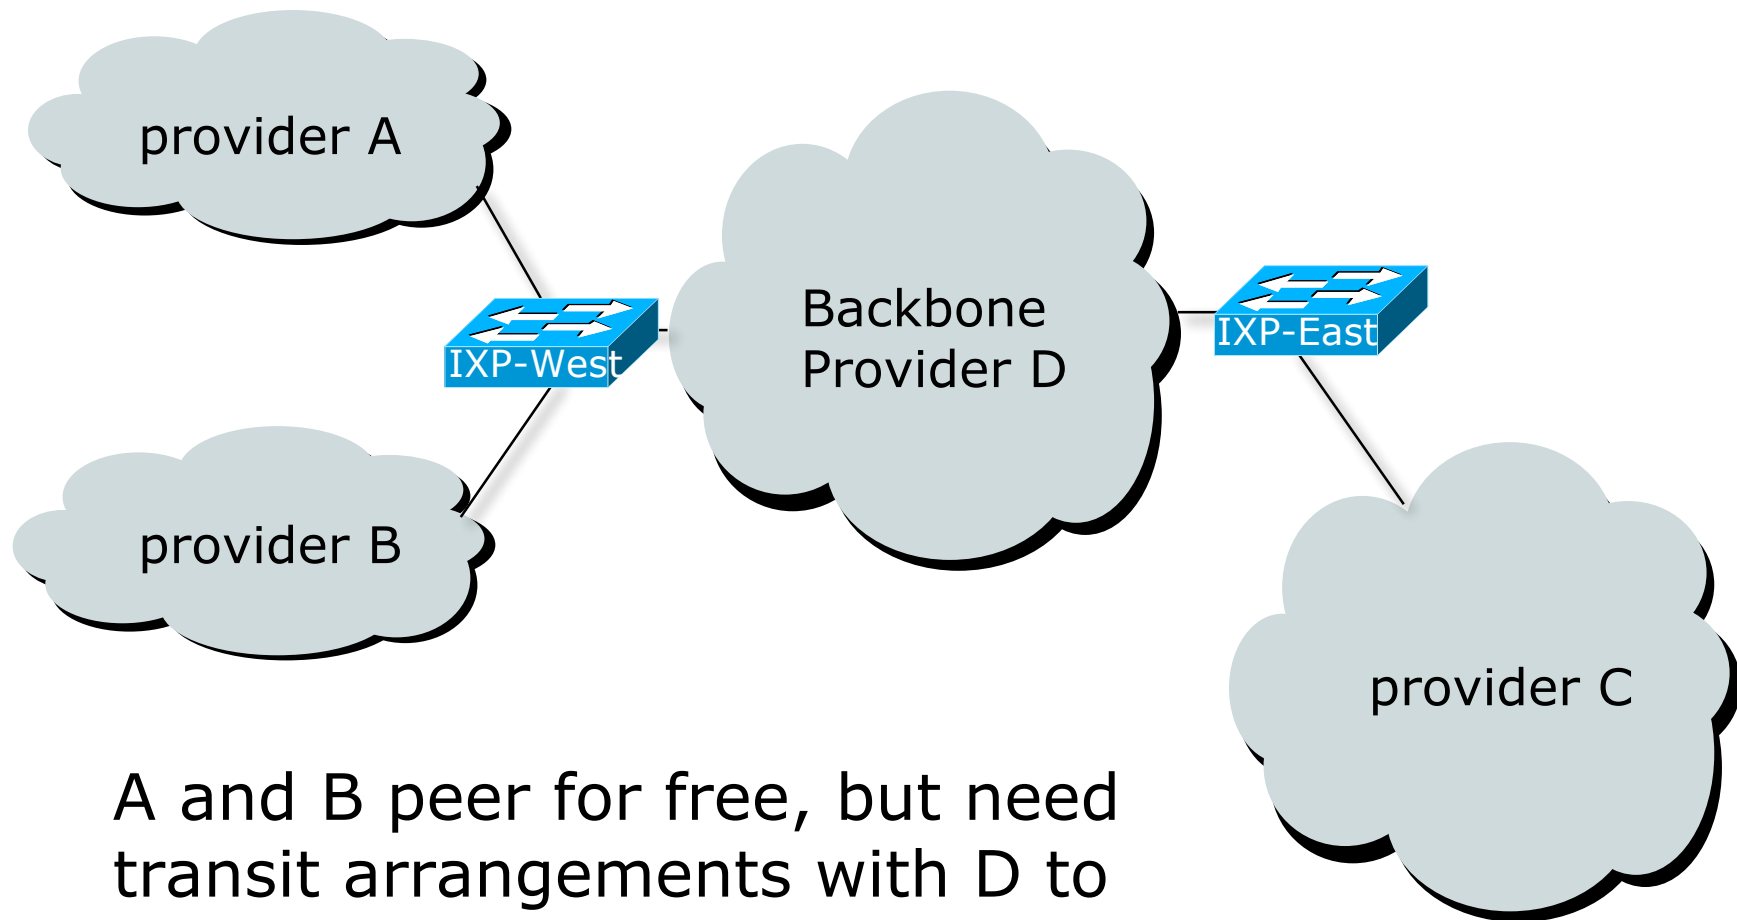 provider A
Backbone
Provider D
IXP-East
IXP-West
provider B
provider C
A and B peer for free, but need
transit arrangements with D to